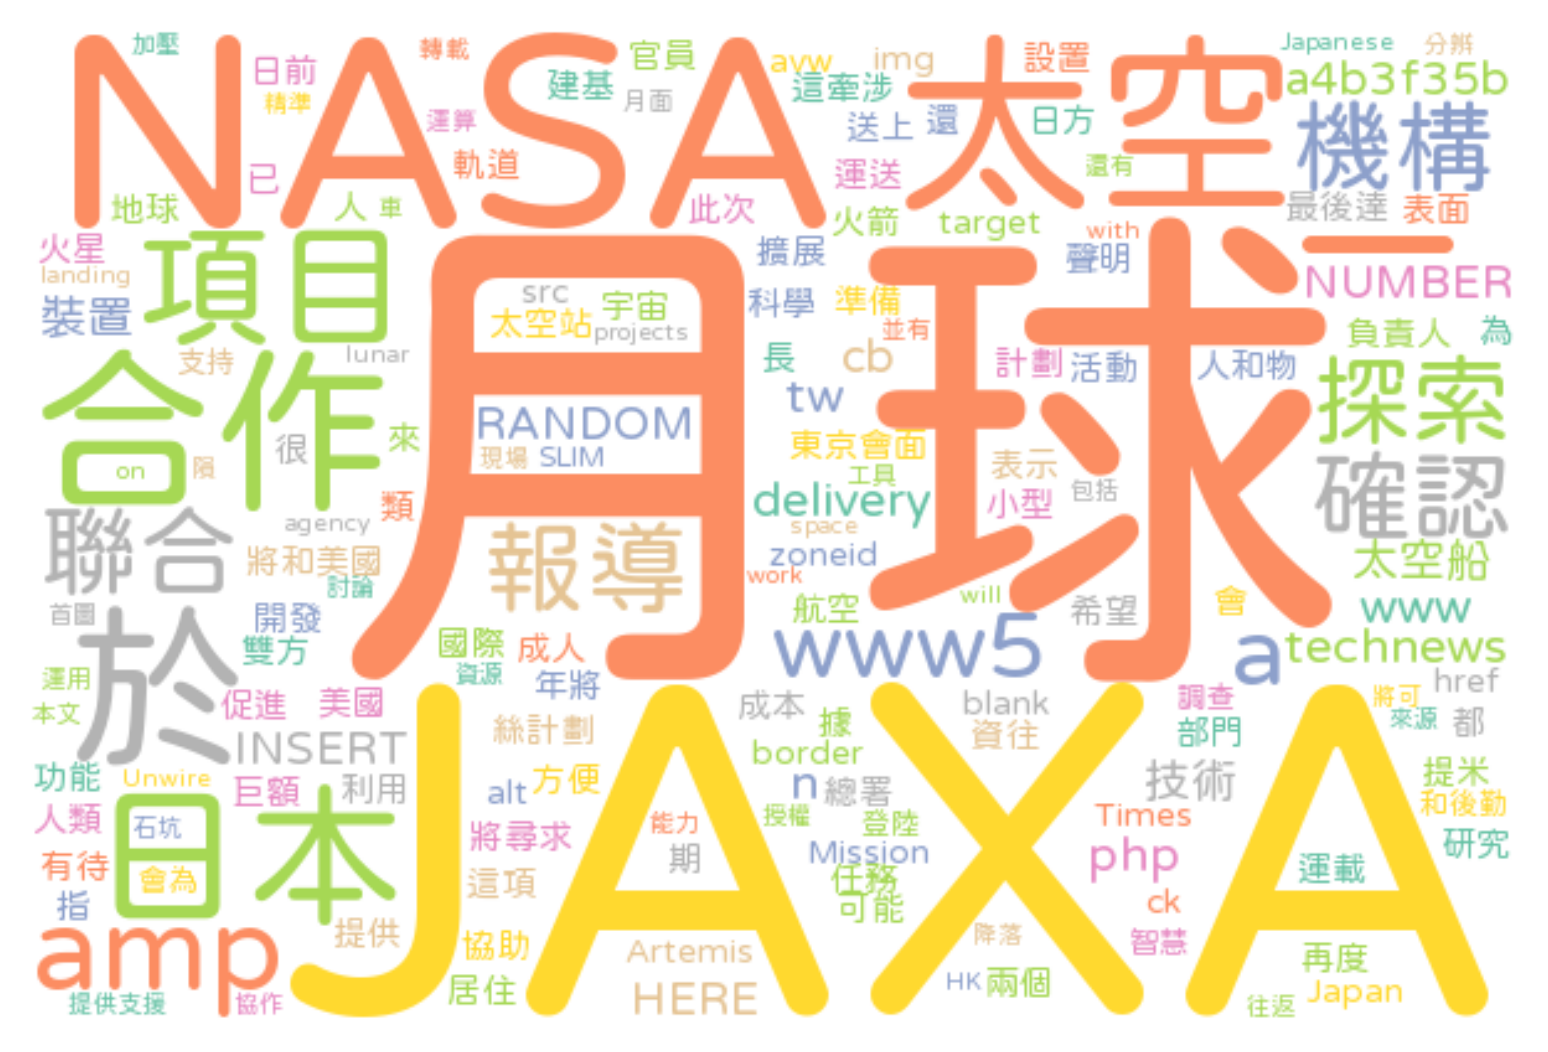 加壓 轉載 官員 avw img 設置 Japanese 分辨
NASA 太空
日前 建基 這牽涉 a4b3f35b
精準 月面 送上 還 日方 機構
運算 軌道 運送 還有
已 地球 人 車 此次 火箭 target 最後達 表面
火星 項目 擴展 with 聲明 一
landing 月球 NUMBER
裝置 src 宇宙 科學 準備
太空站 projects 並有 負責人 為
支持 lunar 長 cb 計劃 活動 人和物
合作 tw 探索
很 來 RANDOM 東京會面
on 隕 現場 SLIM 工具 表示 確認
類 delivery 小型 包括
聯合 agency 報導 space
將和美國 zoneid 太空船
討論 work will
首圖 開發 航空 希望 會 www
於 雙方 國際 成人 www5 a technews
運用 資源 年將 href
本文 促進 美國 成本 blank 調查 將可
INSERT 絲計劃 據 資往 部門 來源 都
功能 Unwire border
巨額 利用 alt 方便 n 總署 技術 提米
日本 JAXA 和後勤
人類 石坑 將尋求 能力 授權 登陸 Times
有待 期 Mission php 運載 研究
指 會為 這項 任務
可能 ck
amp 提供 協助 Artemis 降落 智慧 再度
居住 HERE HK 兩個 Japan
提供支援 協作 往返